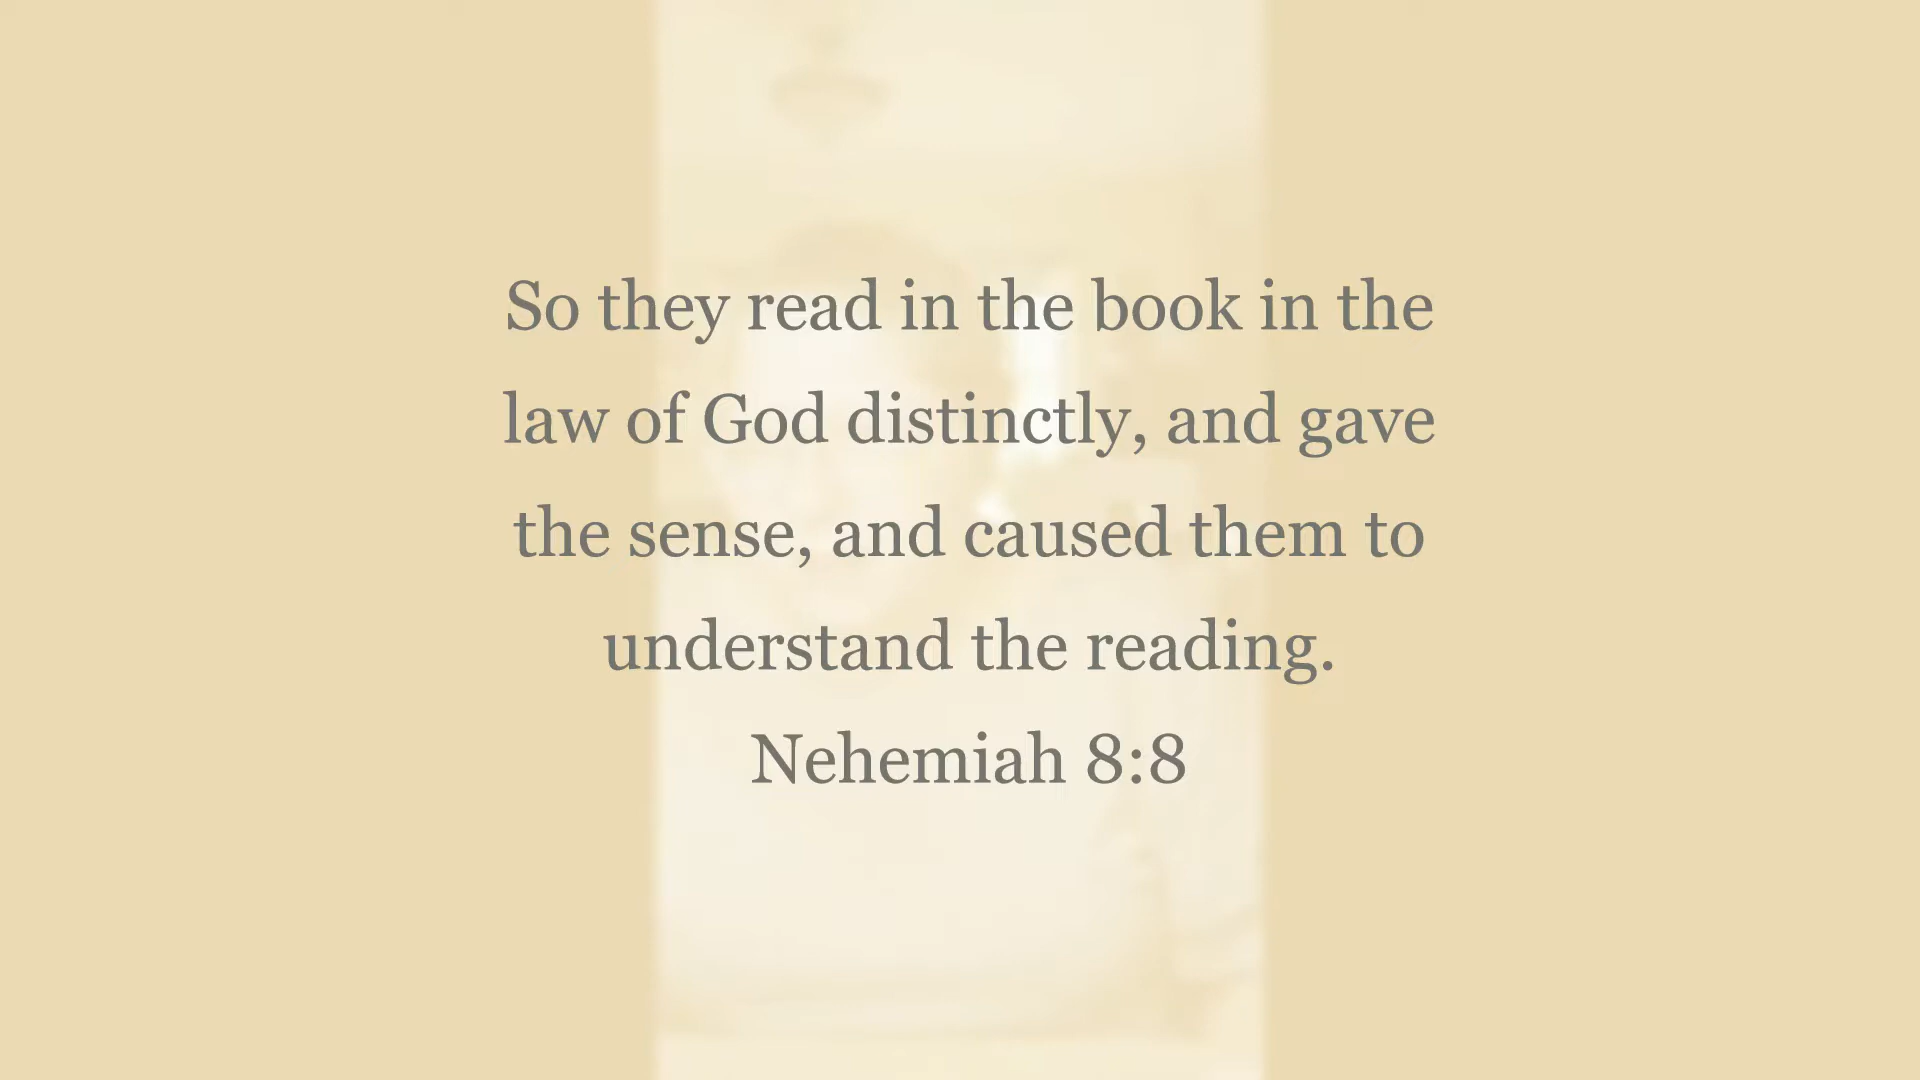 So they read in the book in the
law of God distinctly, and gave
the sense, and caused them to
understand the reading.
Nehemiah 8:8